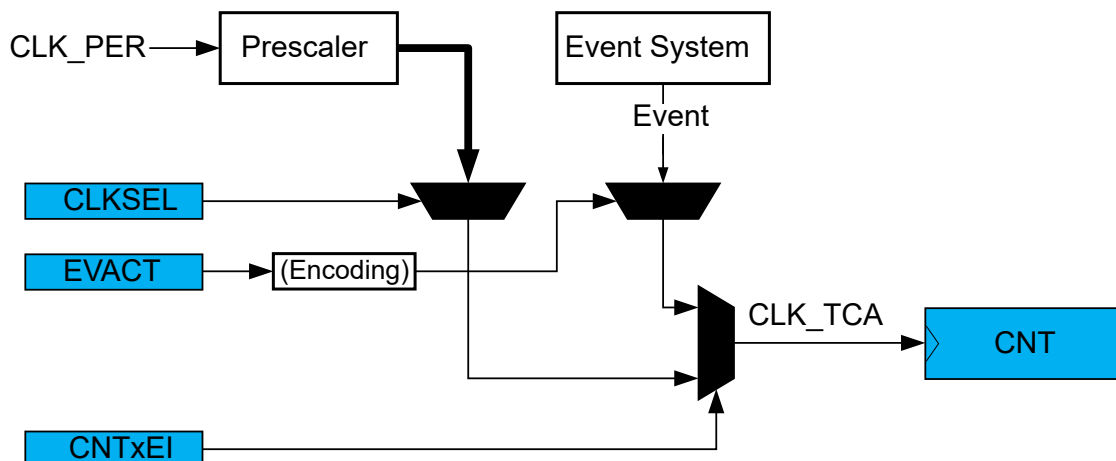 CLK_PER
Prescaler
Event System
Event
CLKSEL
EVACT
(Encoding)
CLK_TCA
CNT
CNTxEI